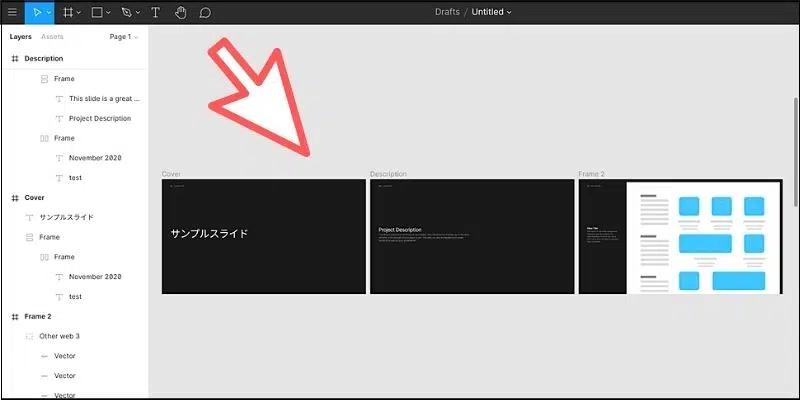 Drafts / Untitled
Layers
Assets
Page 1
Description
Frame
This slide is a great ...
Project Description
Frame
November 2020
test
Cover
サンプルスライド
Frame
Frame
November 2020
test
Frame 2
Other web 3
Vector
Vector
Vector
Cover
サンプルスライド
Description
Project Description
Frame 2